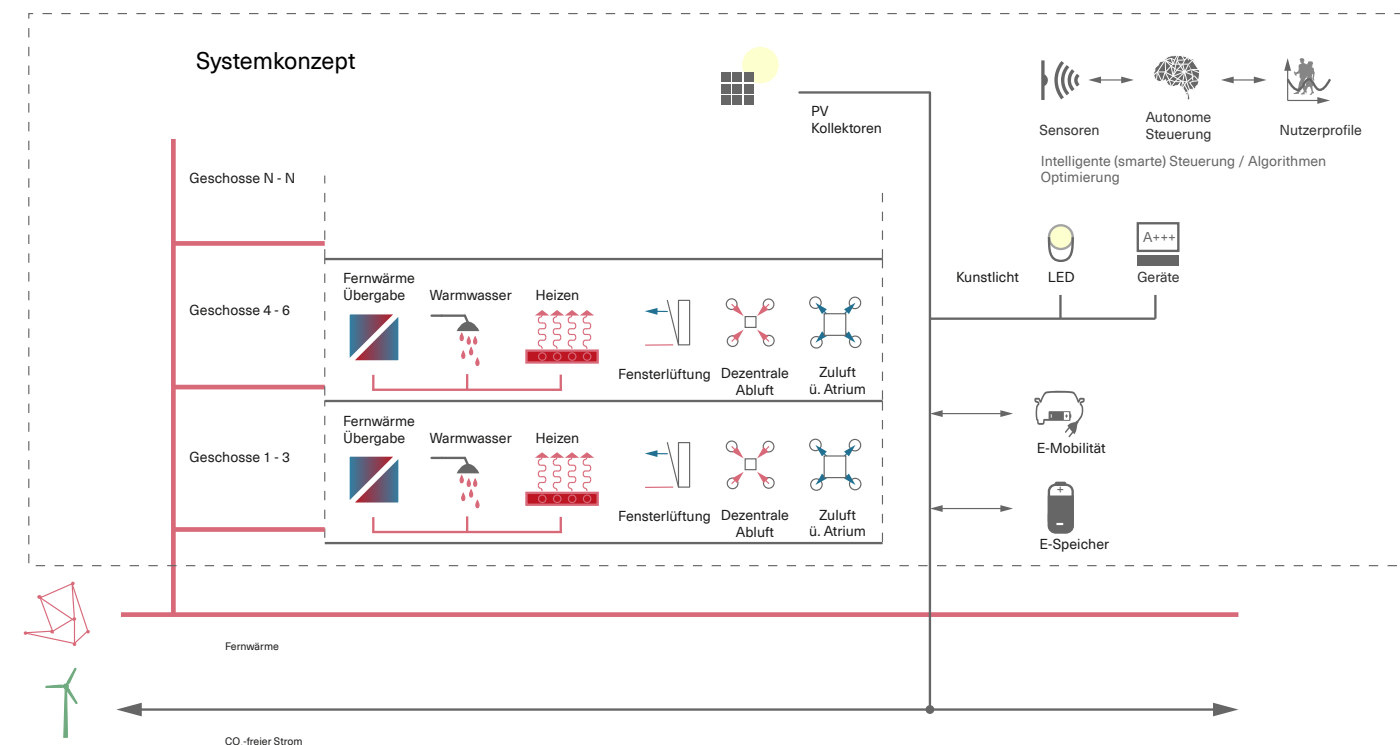 Systemkonzept
PV
Kollektoren
Sensoren
Autonome
Steuerung
Nutzerprofile
Intelligente (smarte) Steuerung / Algorithmen
Optimierung
Geschosse N - N
A+++
Kunstlicht
LED
Geräte
Geschosse 4 - 6
Fernwärme
Übergabe
Warmwasser
Heizen
Fensterlüftung
Dezentrale
Abluft
Zuluft
ü. Atrium
Geschosse 1 - 3
Fernwärme
Übergabe
Warmwasser
Heizen
Fensterlüftung
Dezentrale
Abluft
Zuluft
ü. Atrium
E-Mobilität
E-Speicher
Fernwärme
CO -freier Strom